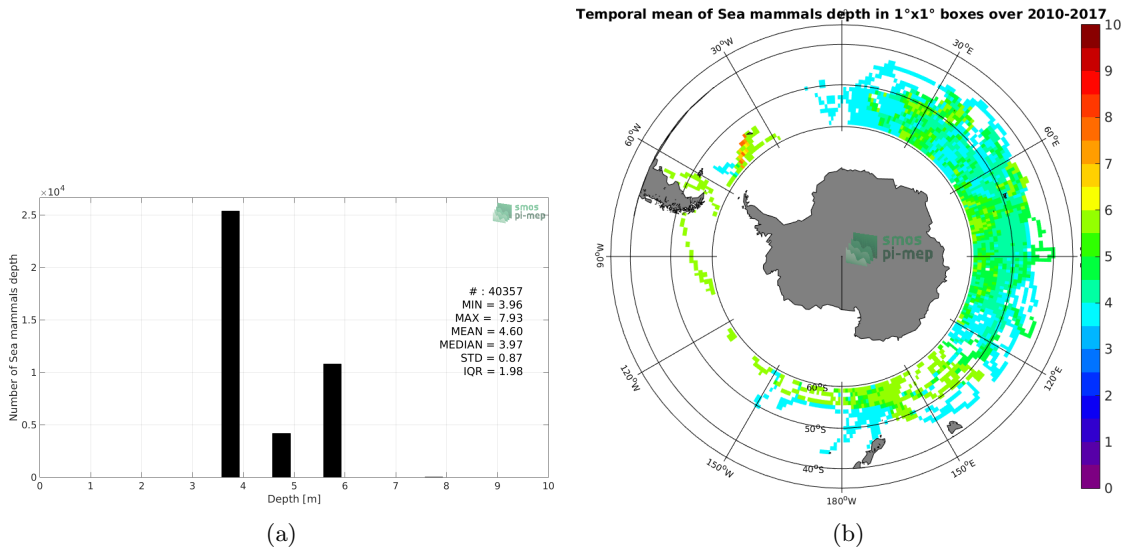 Temporal mean of Sea mammals depth in 1°x1° boxes over 2010-2017
×10⁴
2.5
2
1.5
1
0.5
0
Number of Sea mammals depth
0 1 2 3 4 5 6 7 8 9 10
Depth [m]
smos
pi-mep
# : 40357
MIN = 3.96
MAX = 7.93
MEAN = 4.60
MEDIAN = 3.97
STD = 0.87
IQR = 1.98
(a)
30°W
30°E
60°W
60°E
90°W
120°W
120°E
150°W
150°E
180°W
60°S
50°S
40°S
smos
pi-mep
10
9
8
7
6
5
4
3
2
1
0
(b)